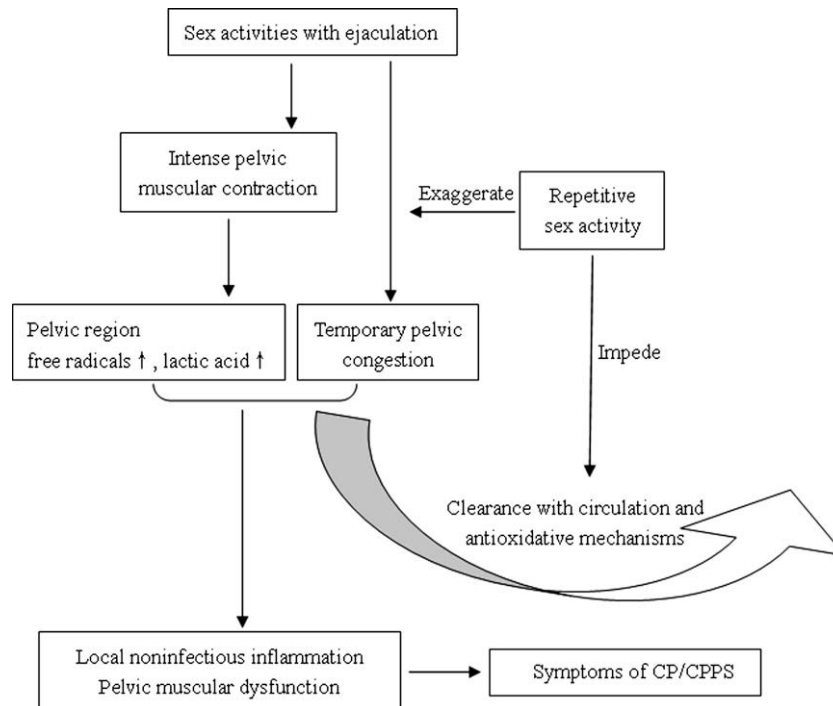 Sex activities with ejaculation
Intense pelvic
muscular contraction
Exaggerate
Repetitive
sex activity
Pelvic region
free radicals ↑ , lactic acid ↑
Temporary pelvic
congestion
Impede
Clearance with circulation and
antioxidative mechanisms
Local noninfectious inflammation
Pelvic muscular dysfunction
Symptoms of CP/CPPS